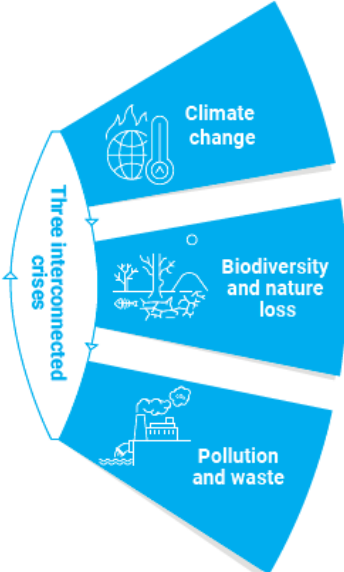 Climate
change
Three interconnected
crises
Biodiversity
and nature
loss
Pollution
and waste